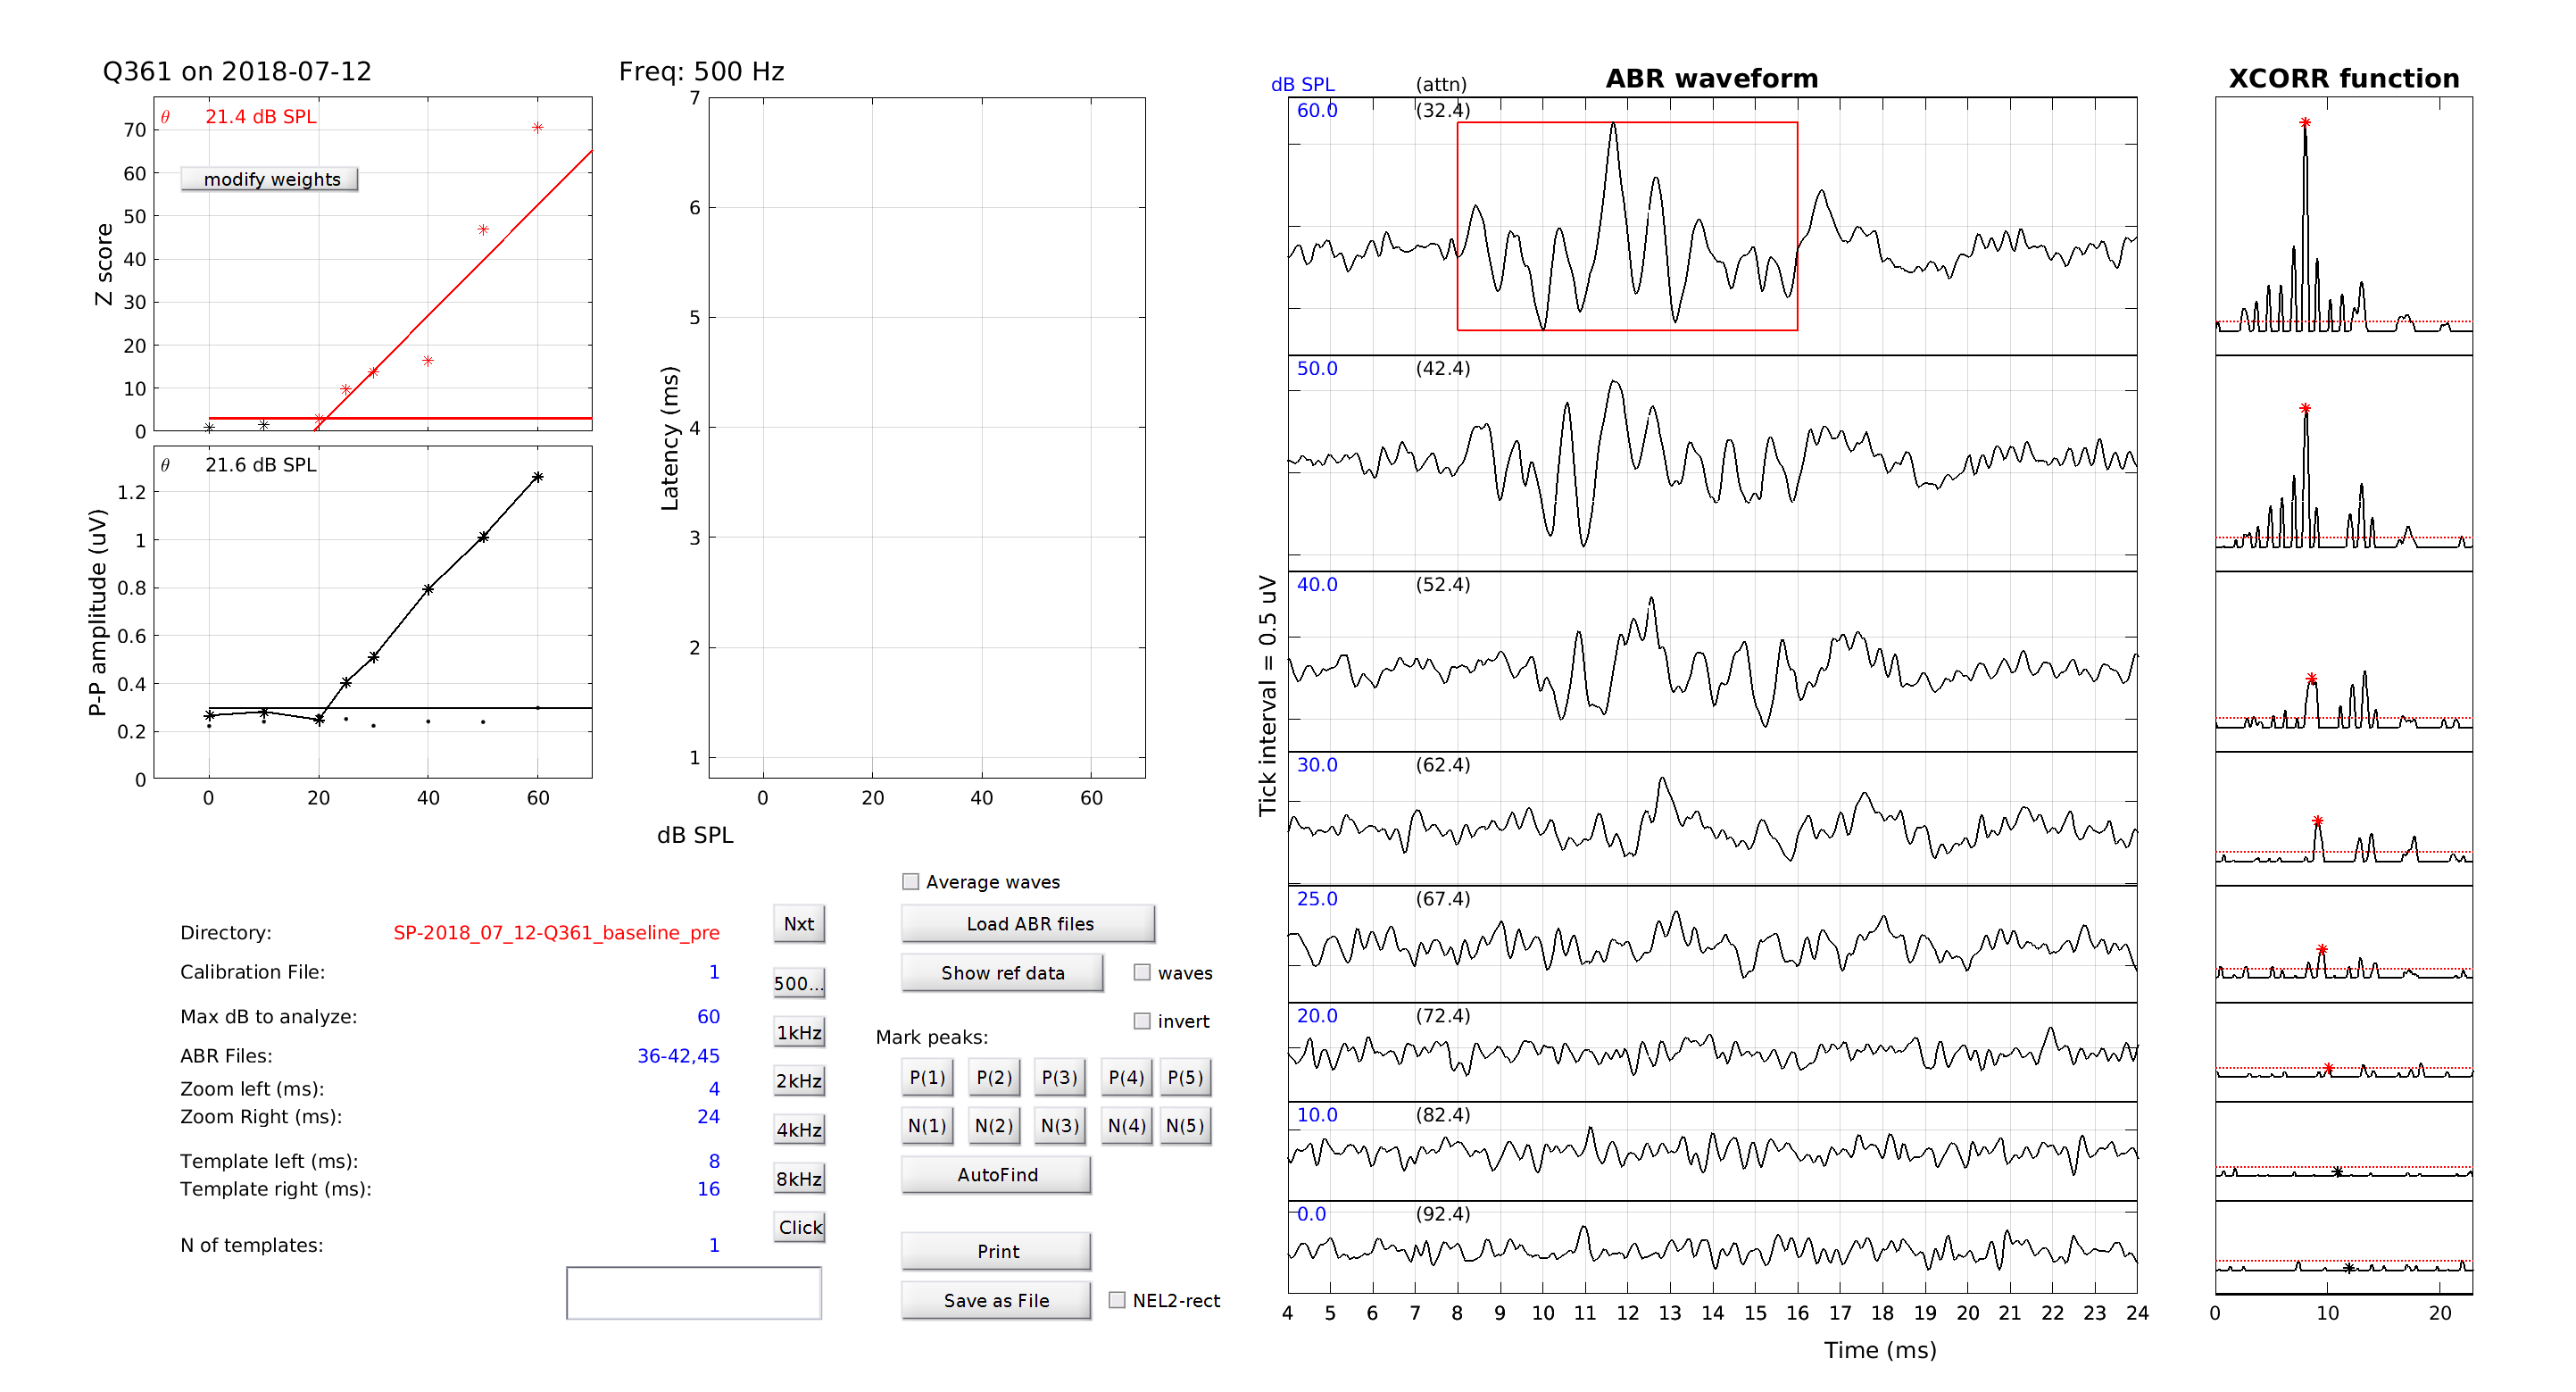 Q361 on 2018-07-12
θ 21.4 dB SPL
modify weights
Z score
70
60
50
40
30
20
10
0
θ 21.6 dB SPL
P-P amplitude (uV)
1.2
1
0.8
0.6
0.4
0.2
0
0 20 40 60
Freq: 500 Hz
Latency (ms)
7
6
5
4
3
2
1
0 20 40 60
dB SPL
Directory: SP-2018_07_12-Q361_baseline_pre
Calibration File: 1
Max dB to analyze: 60
ABR Files: 36-42,45
Zoom left (ms): 4
Zoom Right (ms): 24
Template left (ms): 8
Template right (ms): 16
N of templates: 1
Nxt
500...
1kHz
2kHz
4kHz
8kHz
Click
Average waves
Load ABR files
Show ref data
waves
invert
Mark peaks:
P(1) P(2) P(3) P(4) P(5)
N(1) N(2) N(3) N(4) N(5)
AutoFind
Print
Save as File
NEL2-rect
ABR waveform
dB SPL (attn)
60.0 (32.4)
50.0 (42.4)
40.0 (52.4)
30.0 (62.4)
25.0 (67.4)
20.0 (72.4)
10.0 (82.4)
0.0 (92.4)
Tick interval = 0.5 uV
4 5 6 7 8 9 10 11 12 13 14 15 16 17 18 19 20 21 22 23 24
Time (ms)
XCORR function
0 10 20